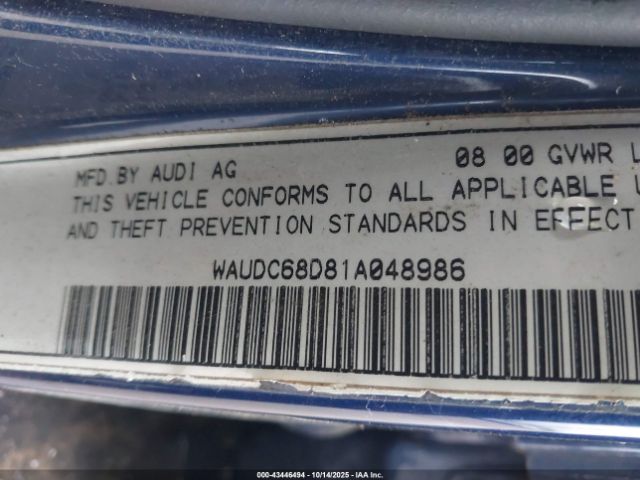 MFD.BY AUDI AG 08 00 GVWR L
THIS VEHICLE CONFORMS TO ALL APPLICABLE
AND THEFT PREVENTION STANDARDS IN EFFECT
WAUDC68D81A048986
000-43446494 - 10/14/2025 - IAA Inc.